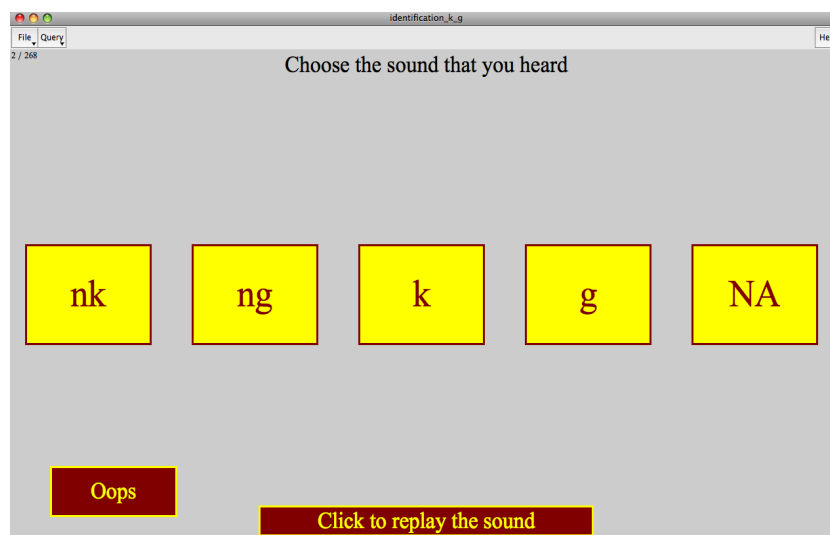 identification_k_g
File Query
2 / 268
Choose the sound that you heard
nk ng k g NA
Oops
Click to replay the sound